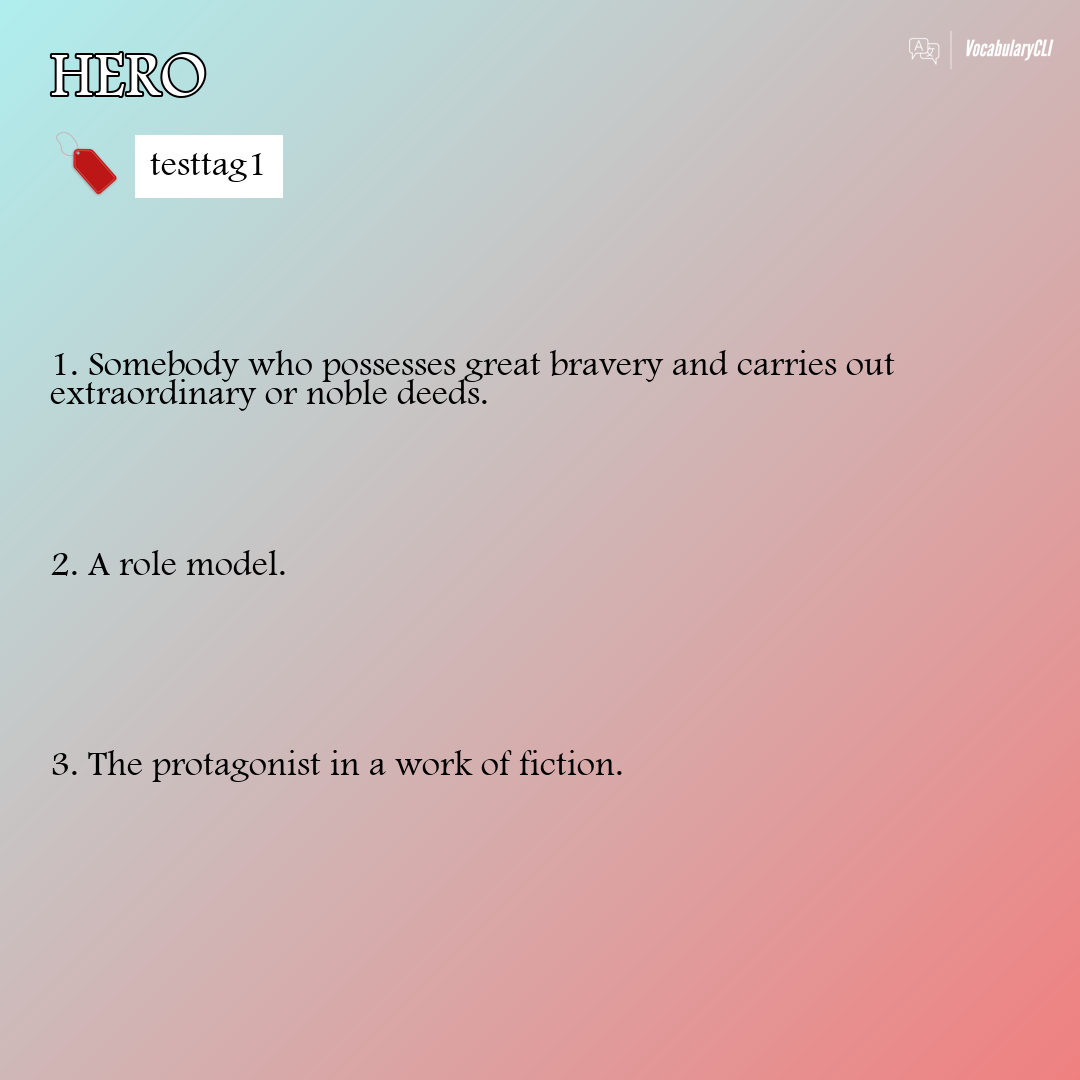 HERO
VocabularyCLI
testtag1
1. Somebody who possesses great bravery and carries out
extraordinary or noble deeds.
2. A role model.
3. The protagonist in a work of fiction.